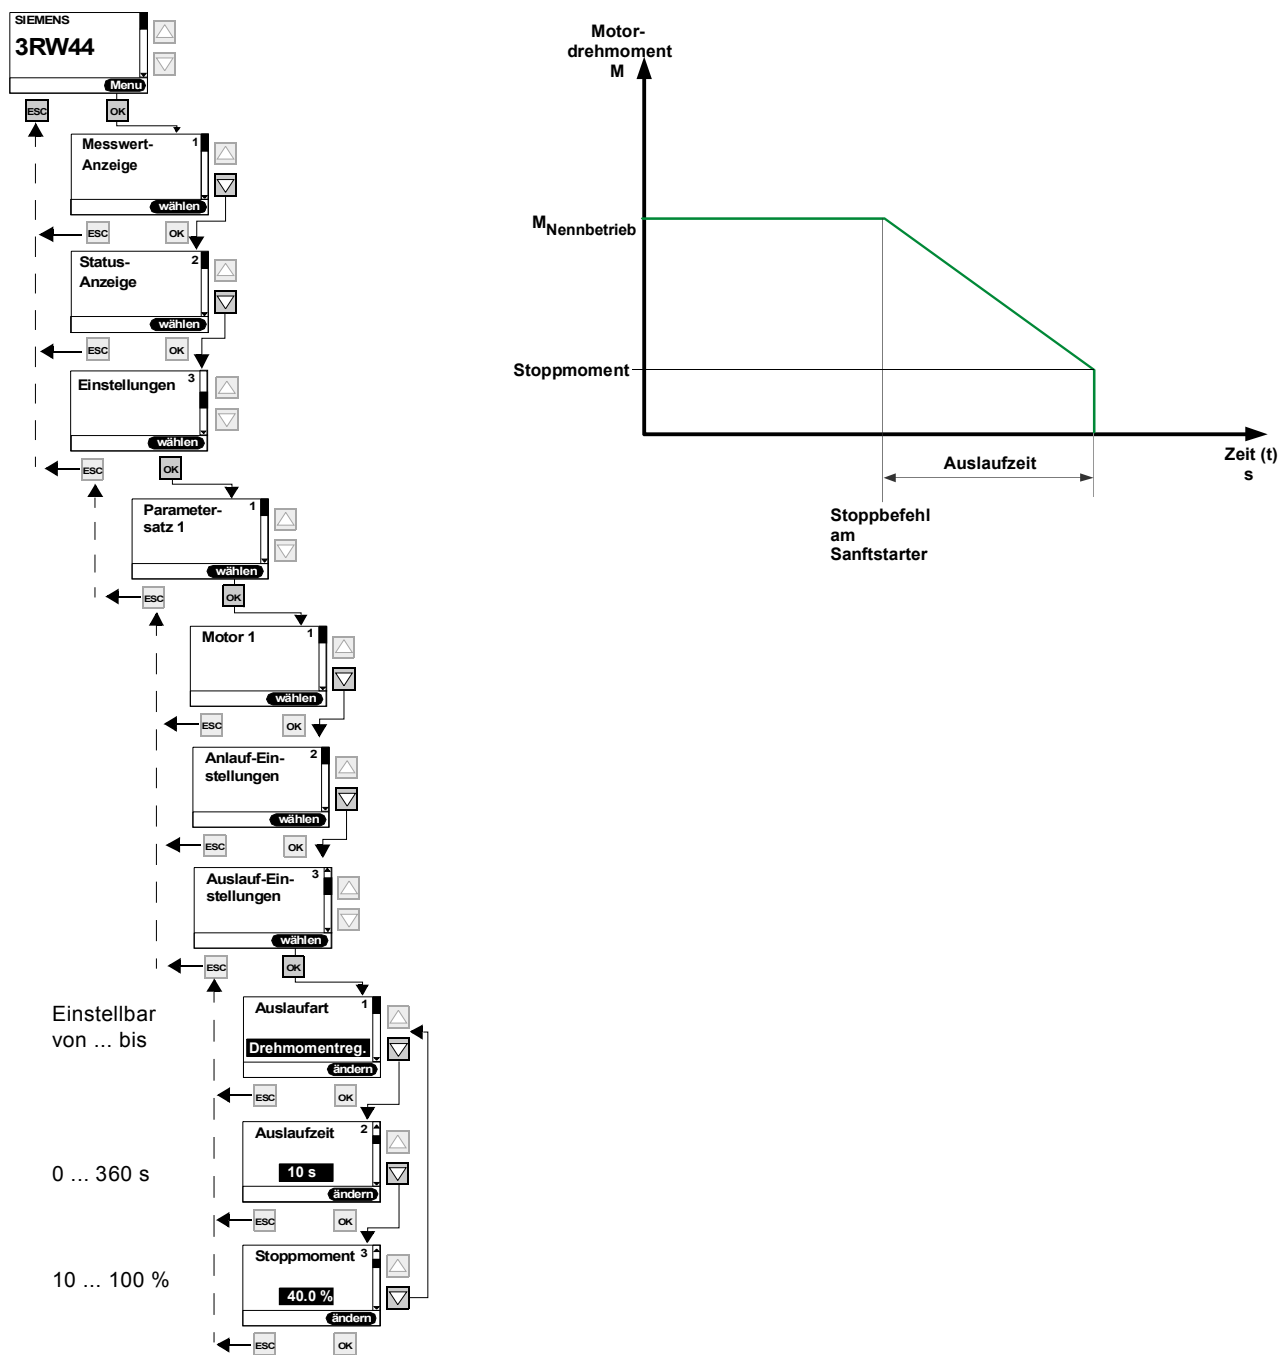 SIEMENS
3RW44
Menü
ESC
OK
Messwert-
Anzeige
1
wählen
ESC
OK
Status-
Anzeige
2
wählen
ESC
OK
Einstellungen
3
wählen
ESC
OK
Parameter-
satz 1
1
wählen
ESC
OK
Motor 1
1
wählen
ESC
OK
Anlauf-Ein-
stellungen
2
wählen
ESC
OK
Auslauf-Ein-
stellungen
3
wählen
ESC
OK
Einstellbar
von ... bis
Auslaufart
1
Drehmomentreg.
ändern
ESC
OK
0 ... 360 s
Auslaufzeit
2
10 s
ändern
ESC
OK
10 ... 100 %
Stoppmoment
3
40.0 %
ändern
ESC
OK
Motor-
drehmoment
M
MNennbetrieb
Stoppmoment
Auslaufzeit
Zeit (t)
s
Stoppbefehl
am
Sanftstarter